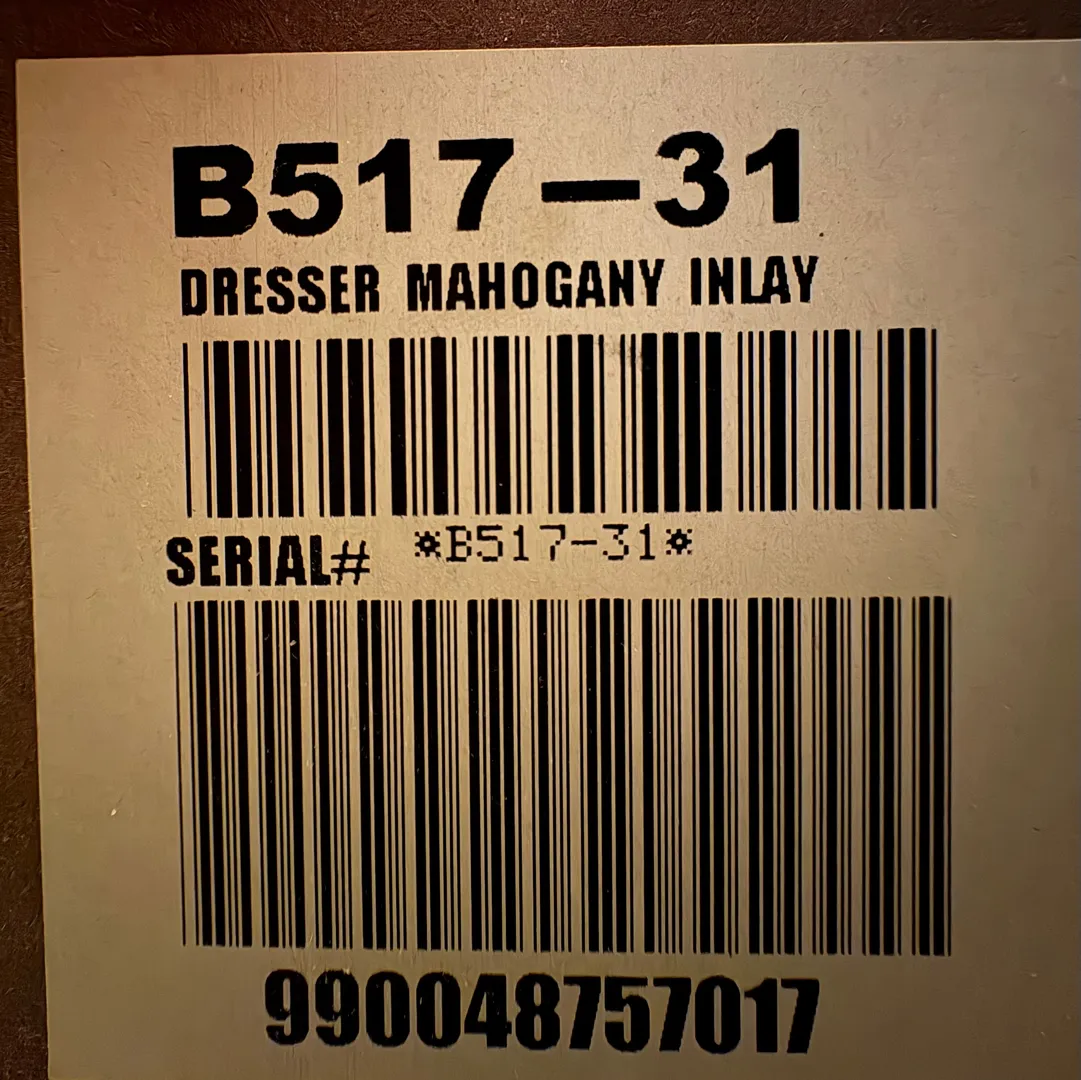 B517-31
DRESSER MAHOGANY INLAY
*B517-31*
SERIAL#
990048757017